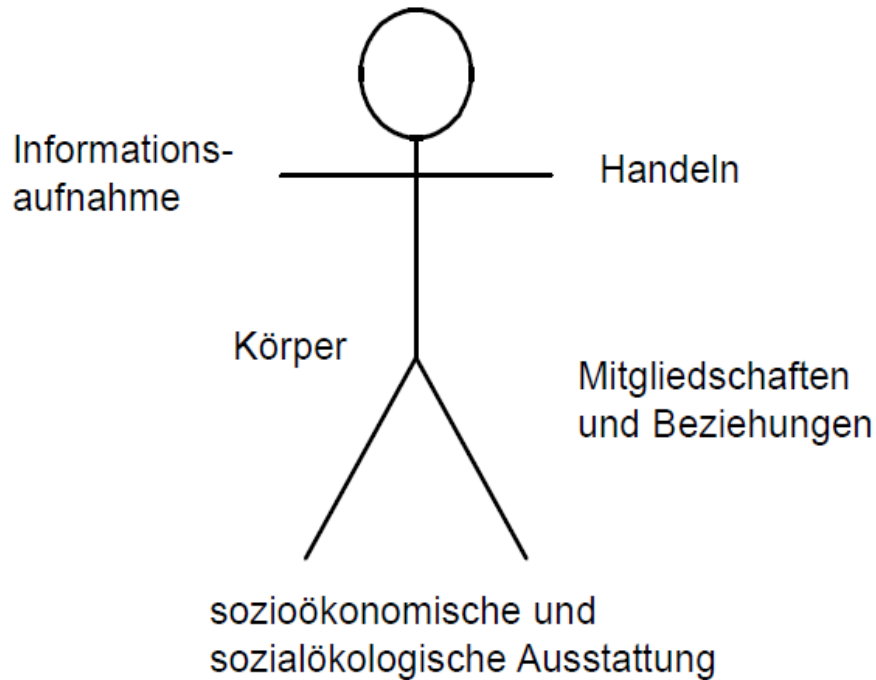 Informations-
aufnahme
Handeln
Körper
Mitgliedschaften
und Beziehungen
sozioökonomische und
sozialökologische Ausstattung